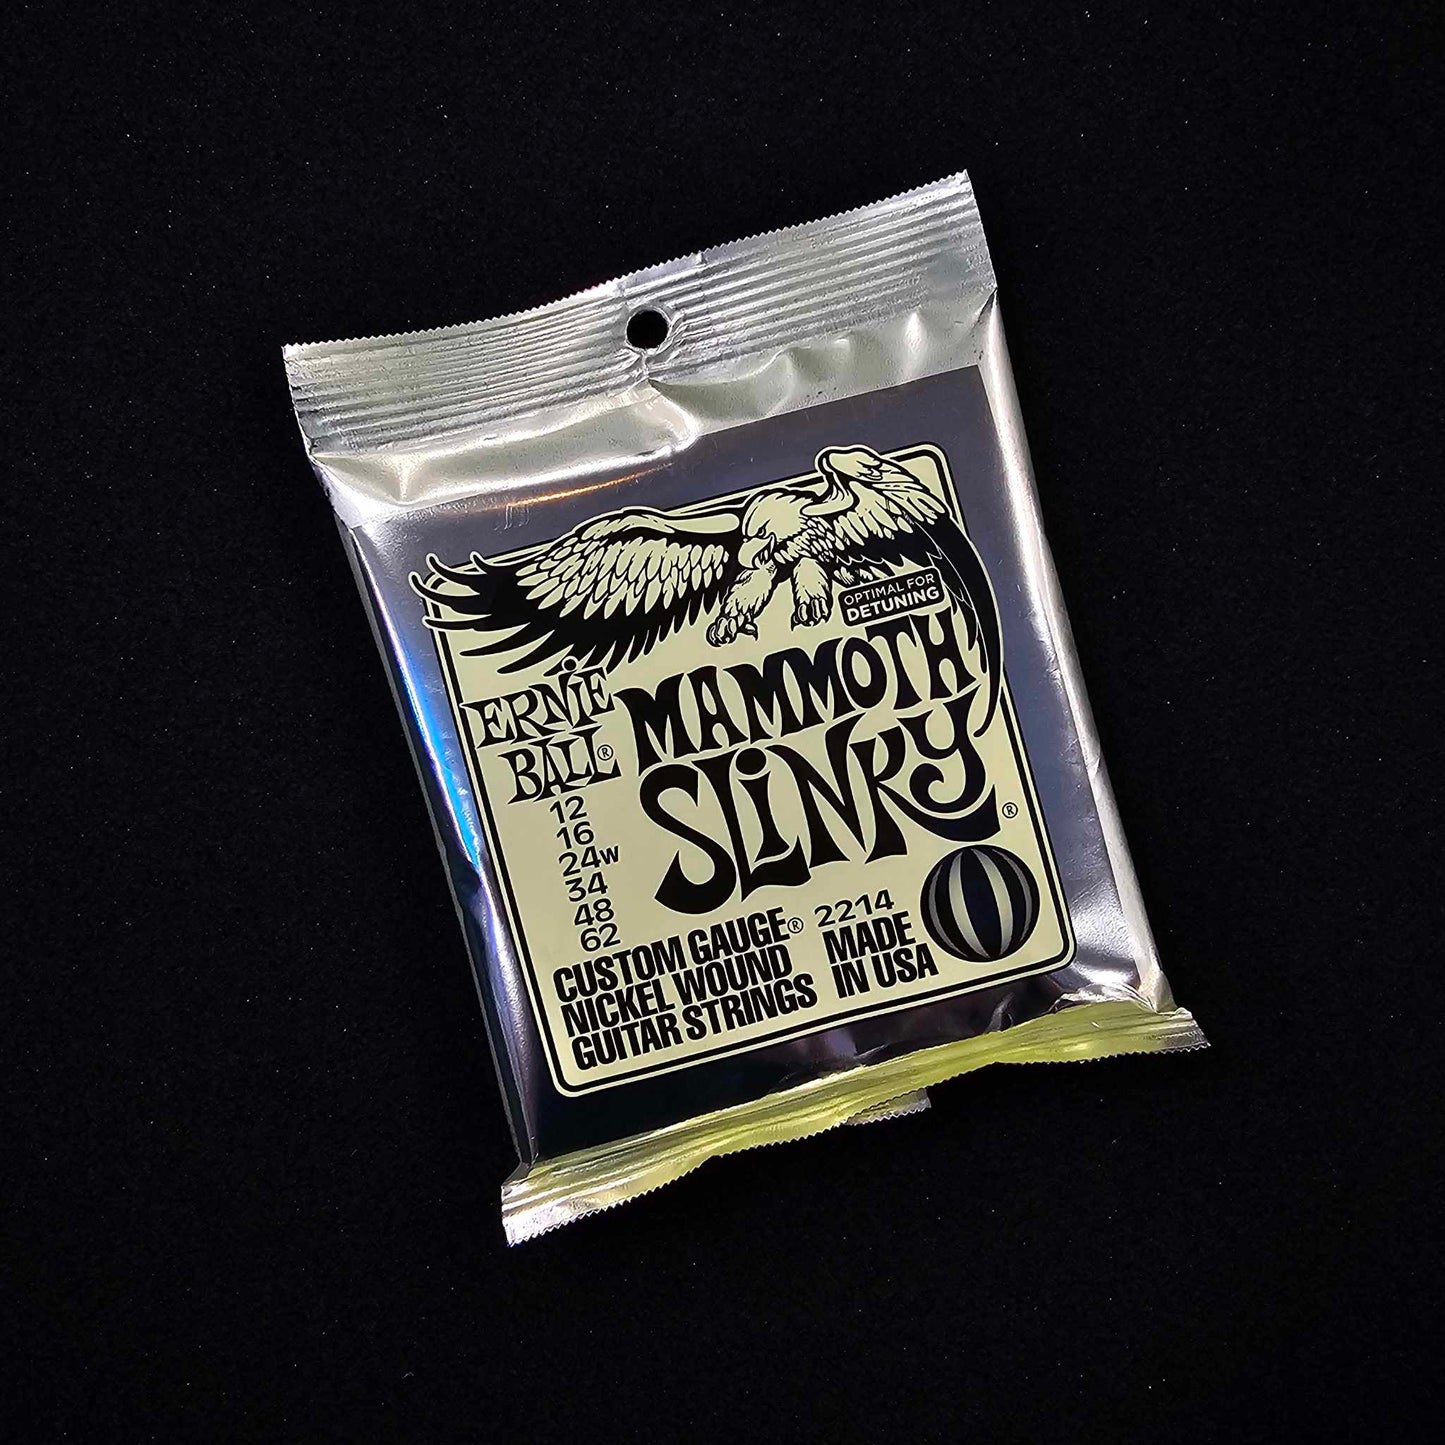 OPTIMAL FOR
DETUNING
ERNIE
BALL®
MAMMOTH
SLINKY®
12
16
24W
34
48
62
CUSTOM GAUGE®
NICKEL WOUND
GUITAR STRINGS
2214
MADE
IN USA